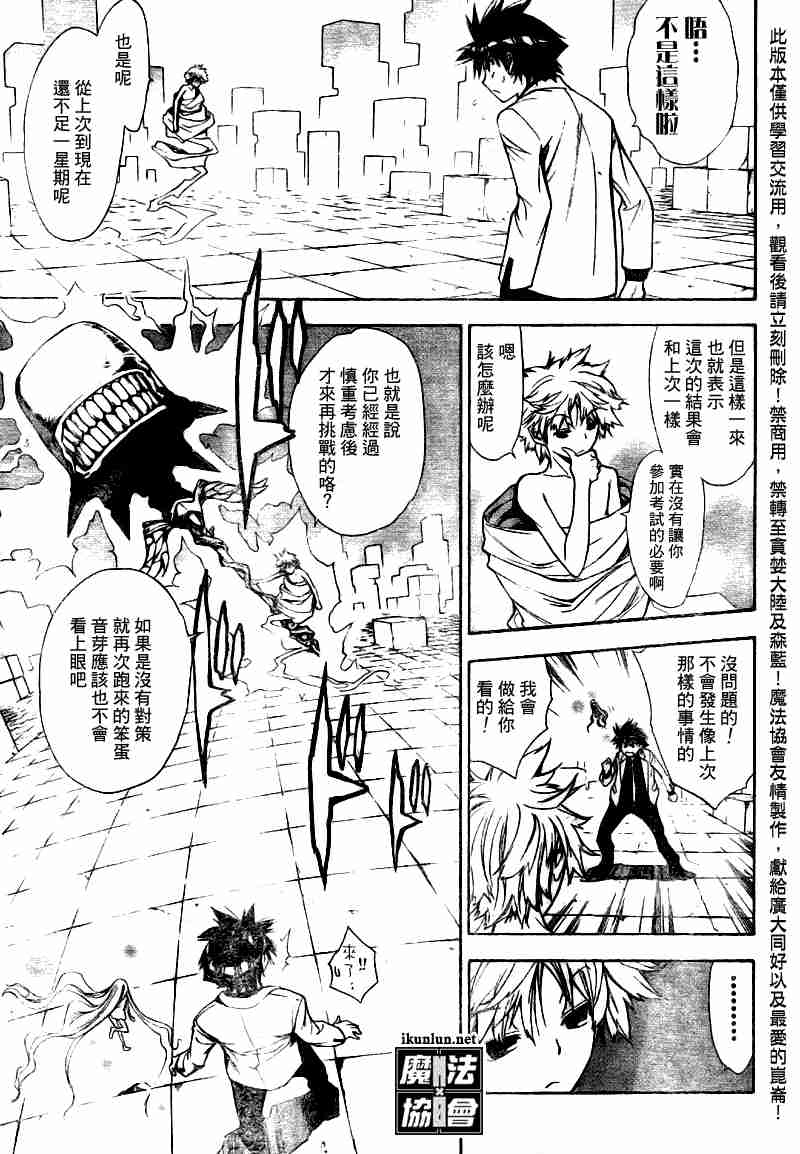 唔…
不是這樣啦
也是呢
從上次到現在
還不足一星期呢
但是這樣一來
也就表示
這次的結果會
和上次一樣
嗯
該怎麼辦呢
實在沒有讓你
參加考試的必要啊
沒問題的！
不會發生像上次
那樣的事情的
我會
做給你
看的！
………
也就是說
你已經經過
慎重考慮後
才來再挑戰的咯？
如果是沒有對策
就再次跑來的笨蛋
音芽應該也不會
看上眼吧
來了…!!
ikunlun.net
魔法
協會
此版本僅供學習交流用，觀看後請立刻刪除！禁商用，禁轉至貪婪大陸及森藍！魔法協會友情製作，獻給廣大同好以及最愛的崑崙！